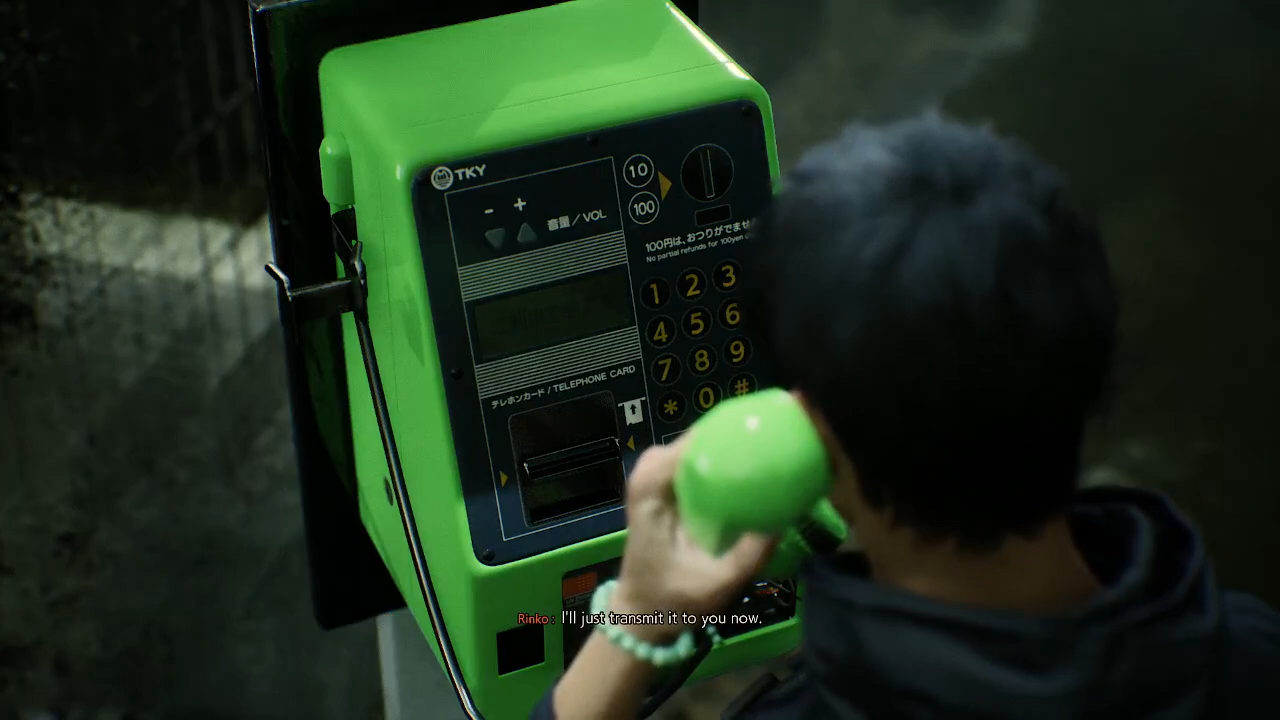 TKY
- +
音量/VOL
10
100
100円は、おつりがでませ
No partial refunds for 100yen
1 2 3
4 5 6
7 8 9
* 0 #
テレホンカード/TELEPHONE CARD
Rinko: I'll just transmit it to you now.